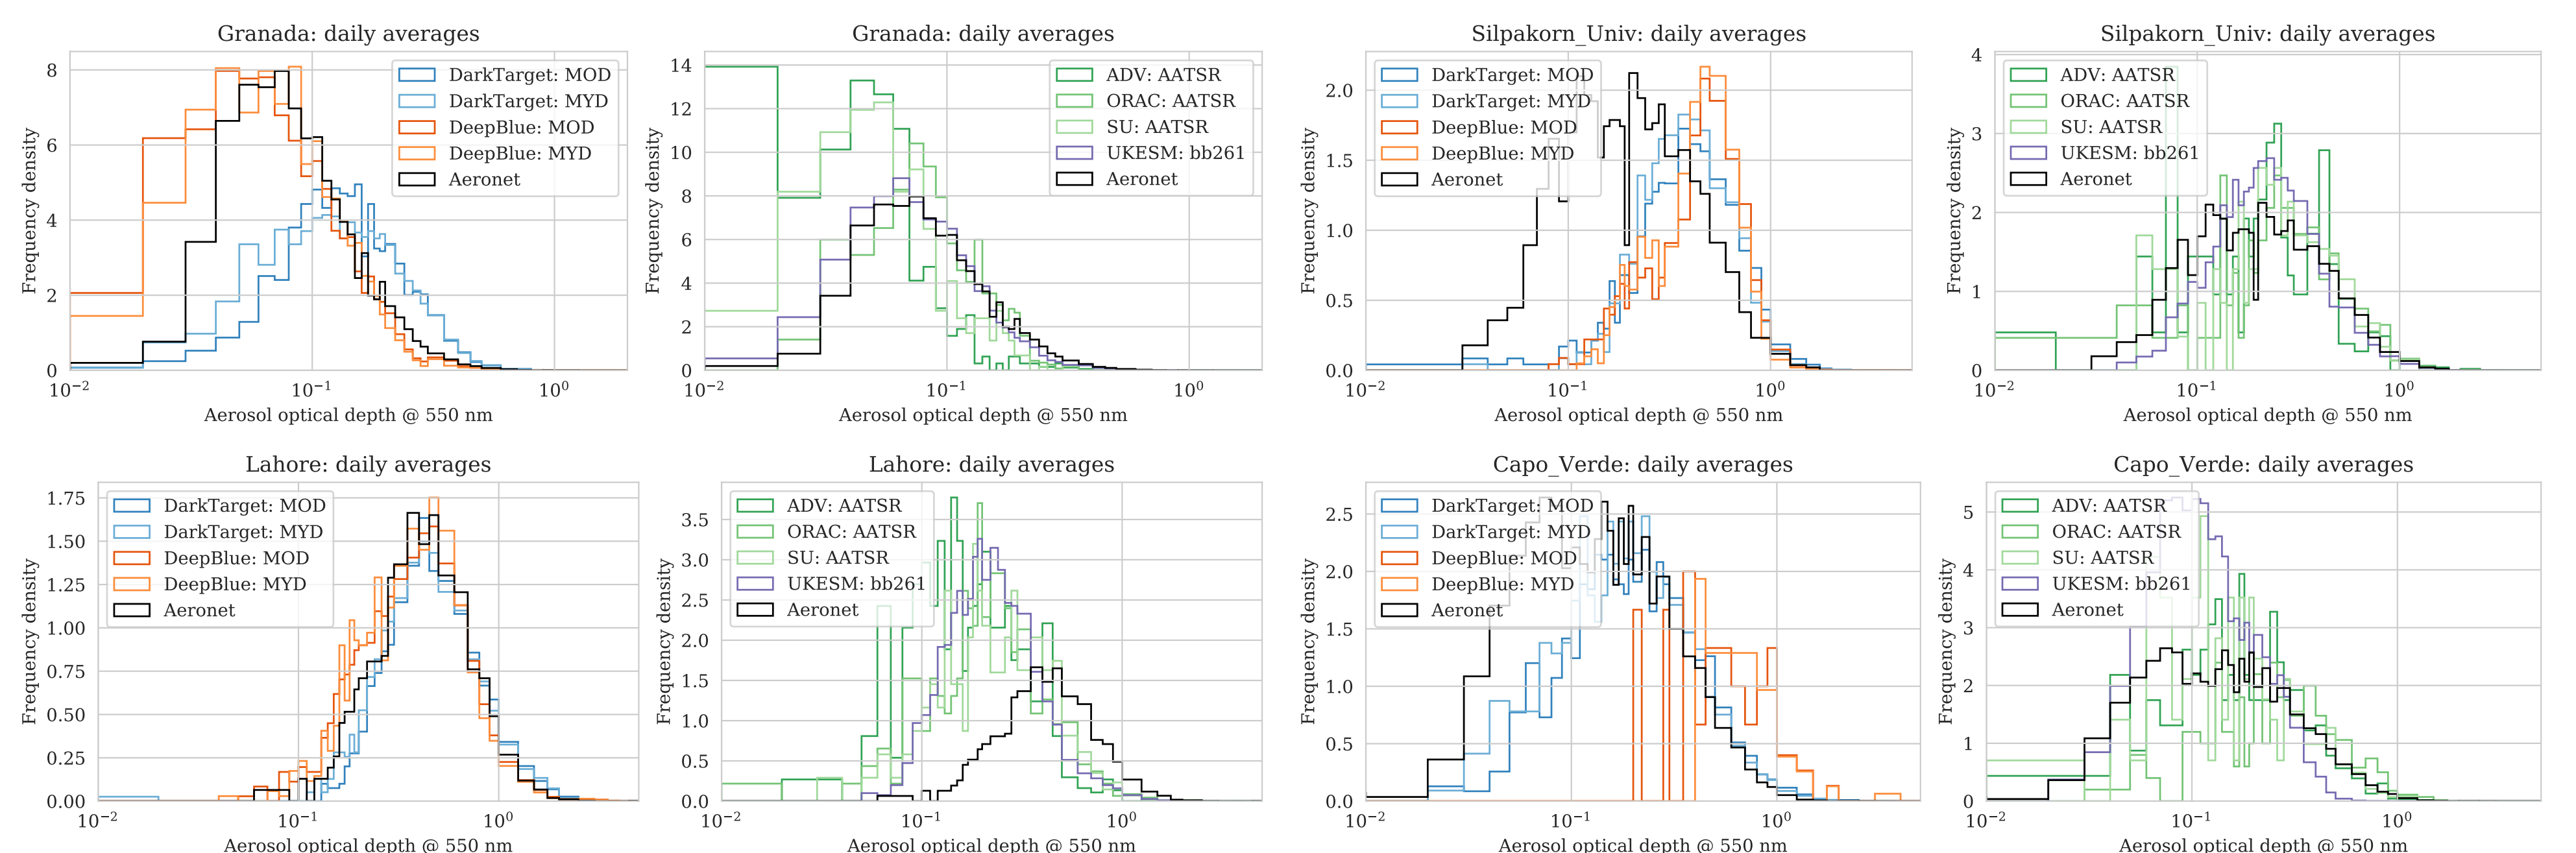 Granada: daily averages
Frequency density
8
6
4
2
0
DarkTarget: MOD
DarkTarget: MYD
DeepBlue: MOD
DeepBlue: MYD
Aeronet
10⁻² 10⁻¹ 10⁰
Aerosol optical depth @ 550 nm
Granada: daily averages
Frequency density
14
12
10
8
6
4
2
0
ADV: AATSR
ORAC: AATSR
SU: AATSR
UKESM: bb261
Aeronet
10⁻² 10⁻¹ 10⁰
Aerosol optical depth @ 550 nm
Silpakorn_Univ: daily averages
Frequency density
2.0
1.5
1.0
0.5
0.0
DarkTarget: MOD
DarkTarget: MYD
DeepBlue: MOD
DeepBlue: MYD
Aeronet
10⁻² 10⁻¹ 10⁰
Aerosol optical depth @ 550 nm
Silpakorn_Univ: daily averages
Frequency density
4
3
2
1
0
ADV: AATSR
ORAC: AATSR
SU: AATSR
UKESM: bb261
Aeronet
10⁻² 10⁻¹ 10⁰
Aerosol optical depth @ 550 nm
Lahore: daily averages
Frequency density
1.75
1.50
1.25
1.00
0.75
0.50
0.25
0.00
DarkTarget: MOD
DarkTarget: MYD
DeepBlue: MOD
DeepBlue: MYD
Aeronet
10⁻² 10⁻¹ 10⁰
Aerosol optical depth @ 550 nm
Lahore: daily averages
Frequency density
3.5
3.0
2.5
2.0
1.5
1.0
0.5
0.0
ADV: AATSR
ORAC: AATSR
SU: AATSR
UKESM: bb261
Aeronet
10⁻² 10⁻¹ 10⁰
Aerosol optical depth @ 550 nm
Capo_Verde: daily averages
Frequency density
2.5
2.0
1.5
1.0
0.5
0.0
DarkTarget: MOD
DarkTarget: MYD
DeepBlue: MOD
DeepBlue: MYD
Aeronet
10⁻² 10⁻¹ 10⁰
Aerosol optical depth @ 550 nm
Capo_Verde: daily averages
Frequency density
5
4
3
2
1
0
ADV: AATSR
ORAC: AATSR
SU: AATSR
UKESM: bb261
Aeronet
10⁻² 10⁻¹ 10⁰
Aerosol optical depth @ 550 nm